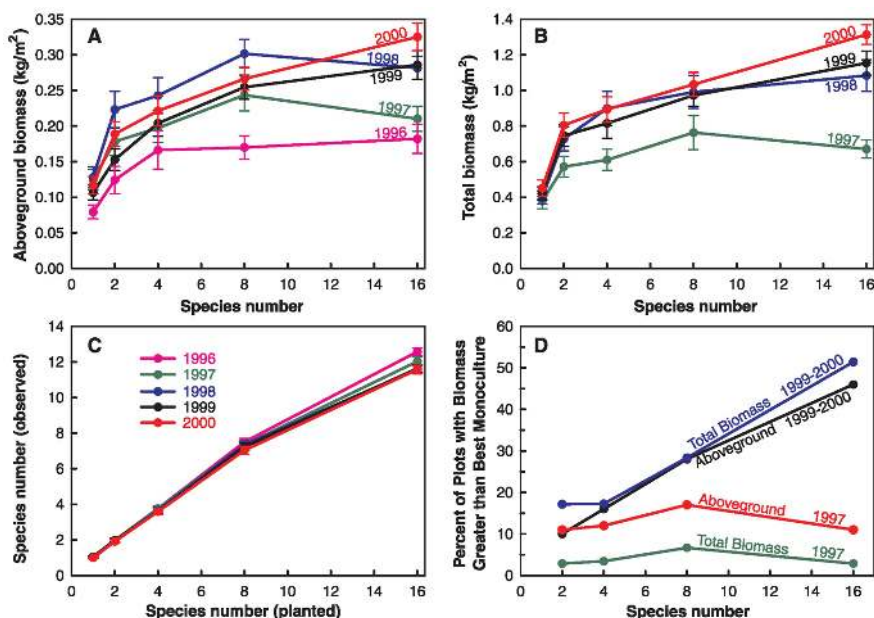 A
Aboveground biomass (kg/m²)
0.35
0.30
0.25
0.20
0.15
0.10
0.05
0.00
2000
1998
1999
1997
1996
0 2 4 6 8 10 12 14 16
Species number
B
Total biomass (kg/m²)
1.4
1.2
1.0
0.8
0.6
0.4
0.2
0.0
2000
1999
1998
1997
0 2 4 6 8 10 12 14 16
Species number
C
Species number (observed)
14
12
10
8
6
4
2
0
1996
1997
1998
1999
2000
0 2 4 6 8 10 12 14 16
Species number (planted)
D
Percent of Plots with Biomass
Greater than Best Monoculture
60
50
40
30
20
10
0
Total Biomass 1999-2000
Aboveground 1999-2000
Aboveground 1997
Total Biomass 1997
0 2 4 6 8 10 12 14 16
Species number